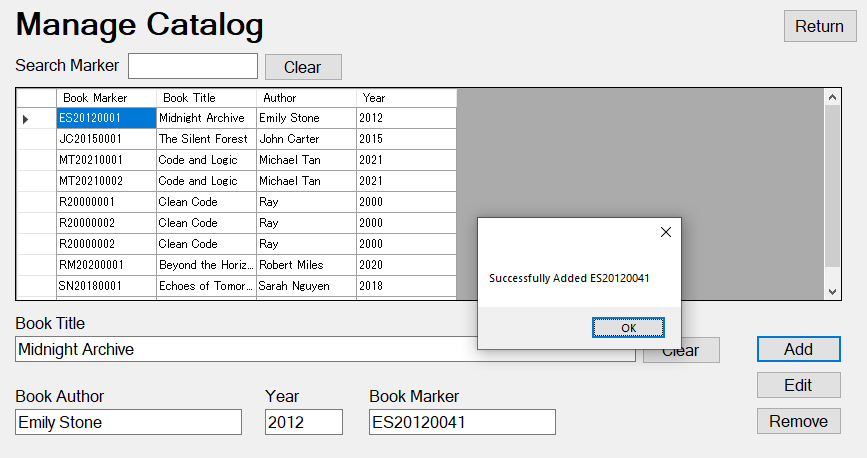 Manage Catalog
Return
Search Marker
Clear
Book Marker Book Title Author Year
ES20120001 Midnight Archive Emily Stone 2012
JC20150001 The Silent Forest John Carter 2015
MT20210001 Code and Logic Michael Tan 2021
MT20210002 Code and Logic Michael Tan 2021
R20000001 Clean Code Ray 2000
R20000002 Clean Code Ray 2000
R20000002 Clean Code Ray 2000
RM20200001 Beyond the Horiz... Robert Miles 2020
SN20180001 Echoes of Tomor... Sarah Nguyen 2018
Successfully Added ES20120041
OK
Book Title
Midnight Archive
Clear
Add
Edit
Book Author Year Book Marker
Emily Stone 2012 ES20120041
Remove